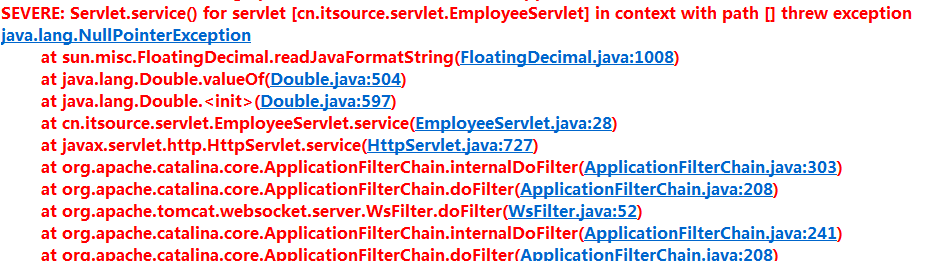 SEVERE: Servlet.service() for servlet [cn.itsource.servlet.EmployeeServlet] in context with path [] threw exception
java.lang.NullPointerException
at sun.misc.FloatingDecimal.readJavaFormatString(FloatingDecimal.java:1008)
at java.lang.Double.valueOf(Double.java:504)
at java.lang.Double.<init>(Double.java:597)
at cn.itsource.servlet.EmployeeServlet.service(EmployeeServlet.java:28)
at javax.servlet.http.HttpServlet.service(HttpServlet.java:727)
at org.apache.catalina.core.ApplicationFilterChain.internalDoFilter(ApplicationFilterChain.java:303)
at org.apache.catalina.core.ApplicationFilterChain.doFilter(ApplicationFilterChain.java:208)
at org.apache.tomcat.websocket.server.WsFilter.doFilter(WsFilter.java:52)
at org.apache.catalina.core.ApplicationFilterChain.internalDoFilter(ApplicationFilterChain.java:241)
at org.apache.catalina.core.ApplicationFilterChain.doFilter(ApplicationFilterChain.java:208)